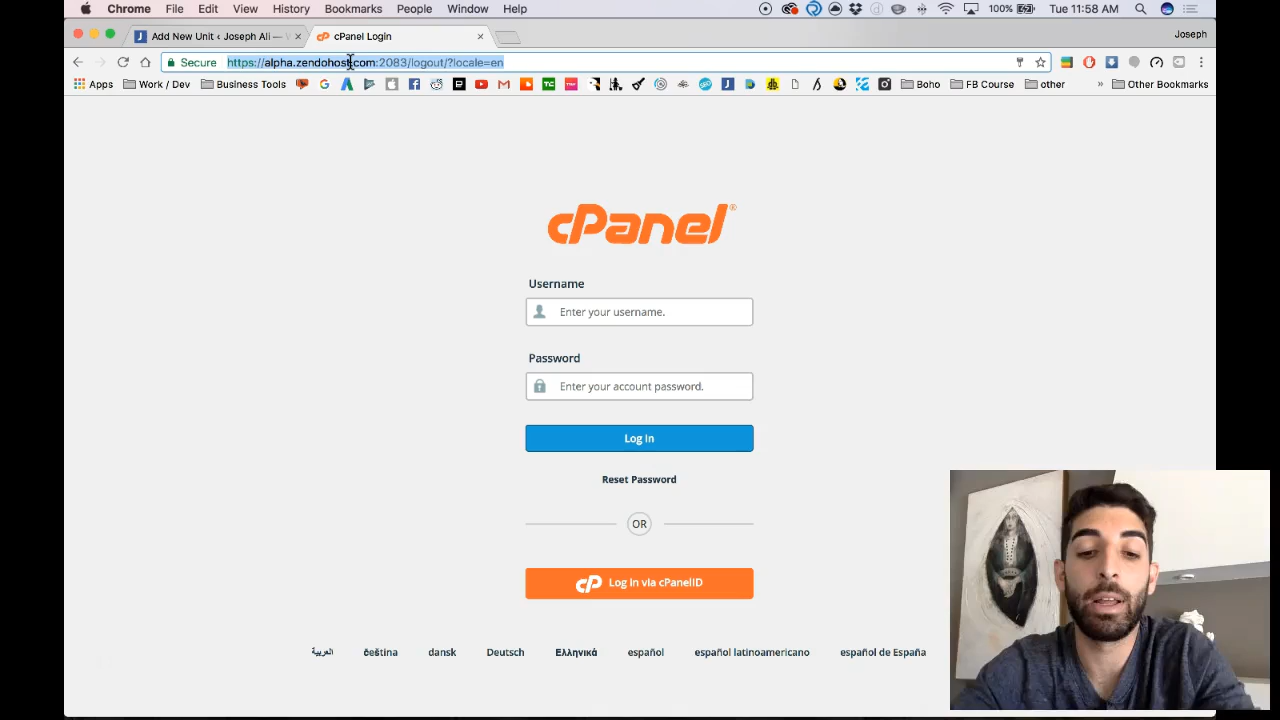 Chrome File Edit View History Bookmarks People Window Help 100% Tue 11:58 AM
Add New Unit ‹ Joseph Ali — cPanel Login Joseph
Secure https://alpha.zendohost.com:2083/logout/?locale=en
Apps Work / Dev Business Tools Boho FB Course other » Other Bookmarks
cPanel®
Username
Enter your username.
Password
Enter your account password.
Log in
Reset Password
OR
cP Log in via cPanelID
العربية čeština dansk Deutsch Ελληνικά español español latinoamericano español de España